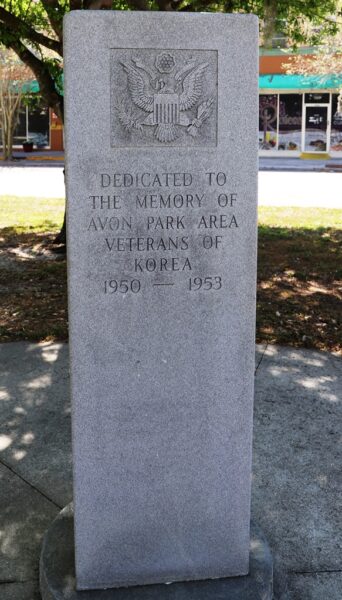 DEDICATED TO
THE MEMORY OF
AVON PARK AREA
VETERANS OF
KOREA
1950 — 1953